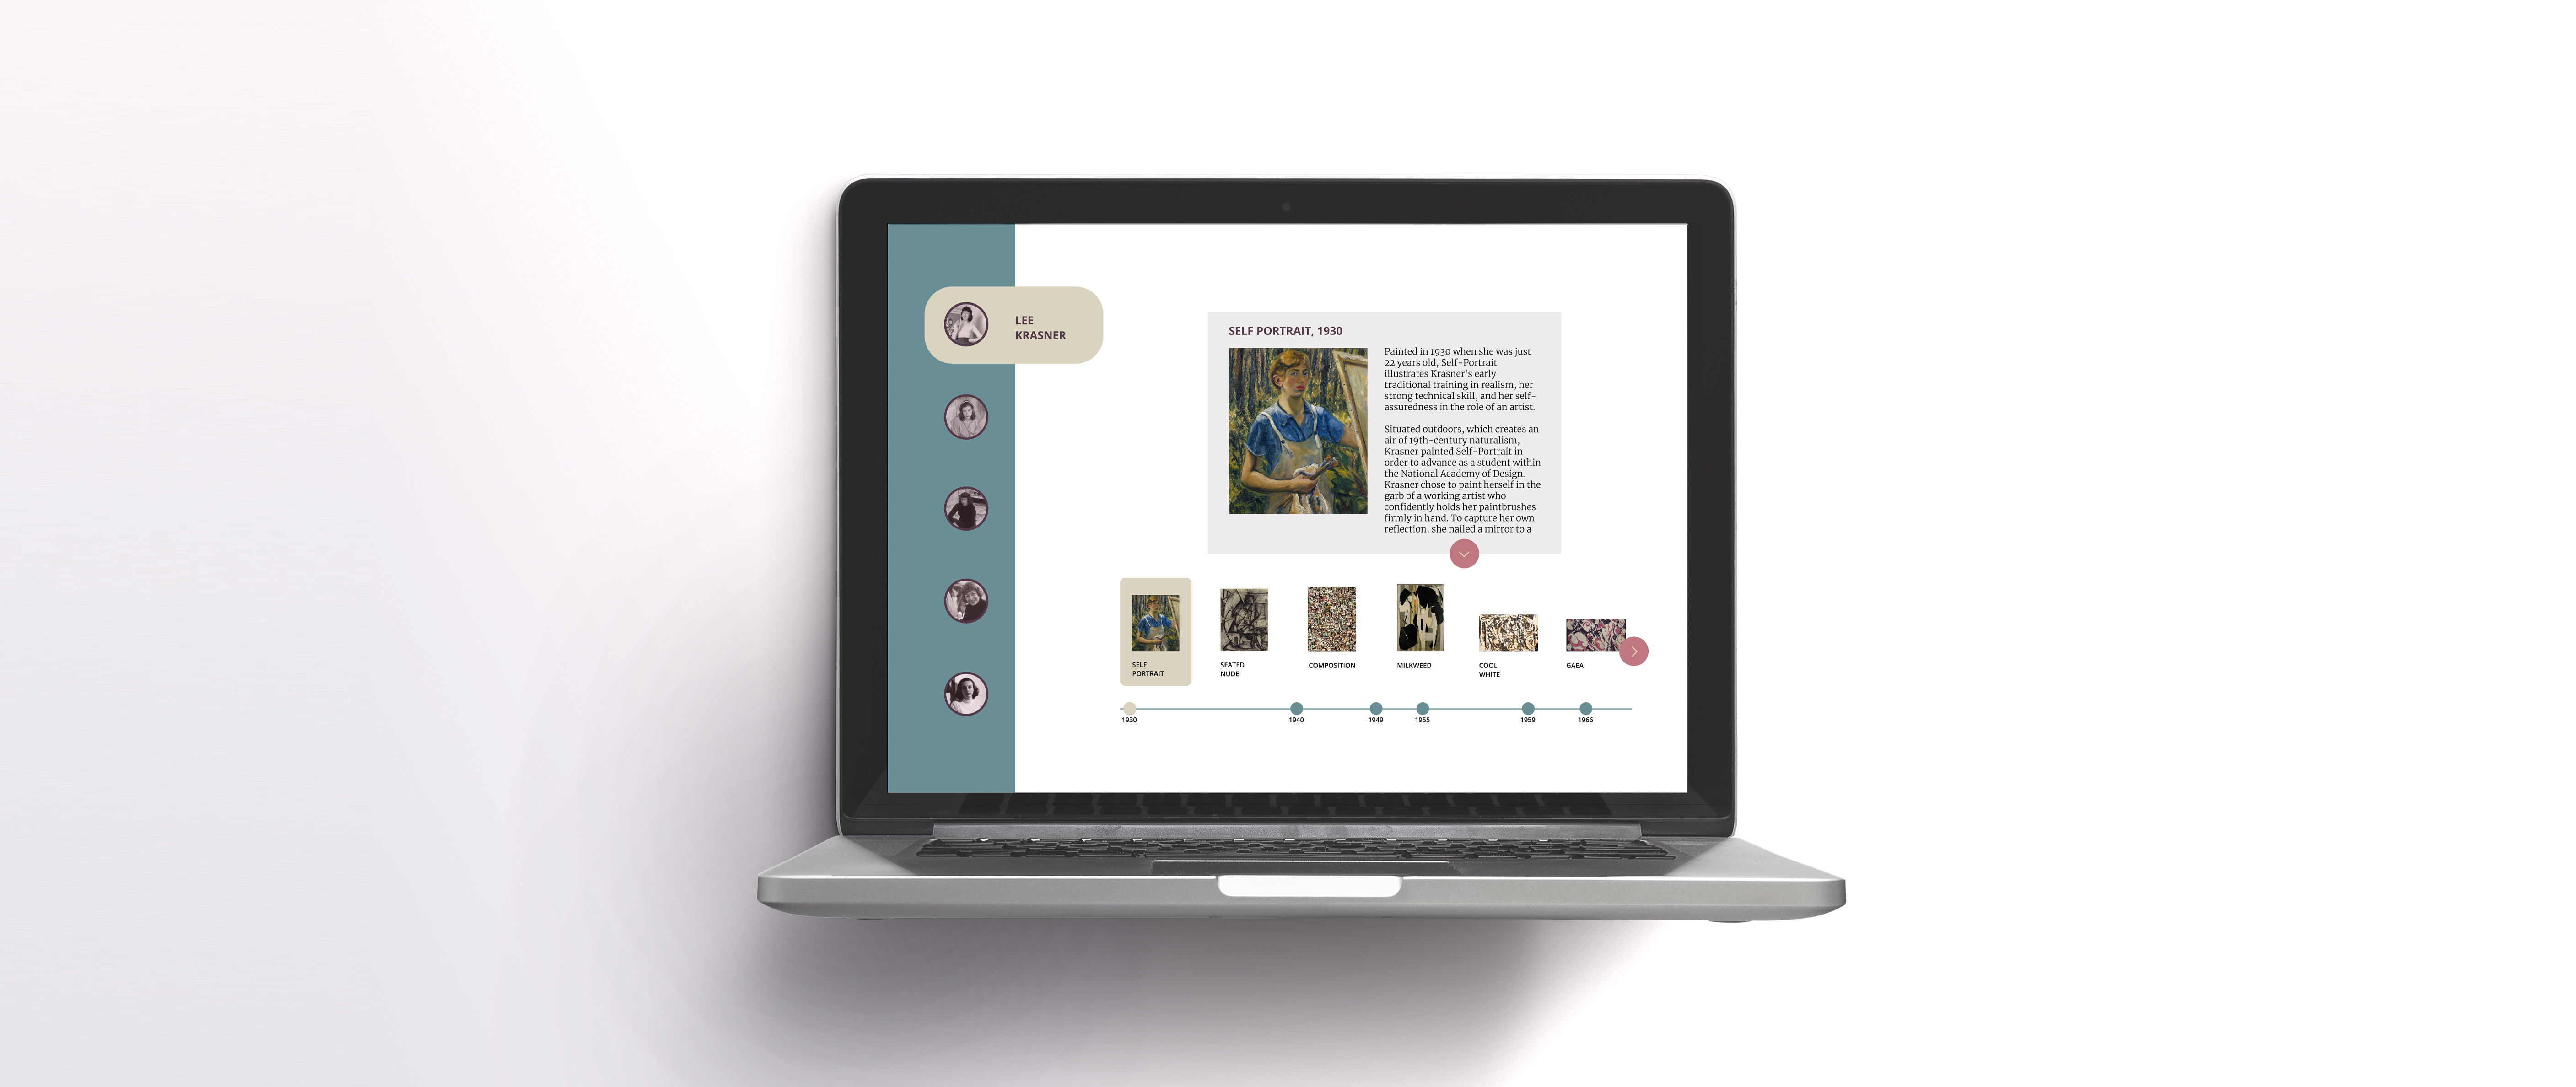 LEE
KRASNER
SELF PORTRAIT, 1930
Painted in 1930 when she was just
22 years old, Self-Portrait
illustrates Krasner's early
traditional training in realism, her
strong technical skill, and her self-
assuredness in the role of an artist.
Situated outdoors, which creates an
air of 19th-century naturalism,
Krasner painted Self-Portrait in
order to advance as a student within
the National Academy of Design.
Krasner chose to paint herself in the
garb of a working artist who
confidently holds her paintbrushes
firmly in hand. To capture her own
reflection, she nailed a mirror to a
SELF
PORTRAIT
SEATED
NUDE
COMPOSITION
MILKWEED
COOL
WHITE
GAEA
1930
1940
1949
1955
1959
1966